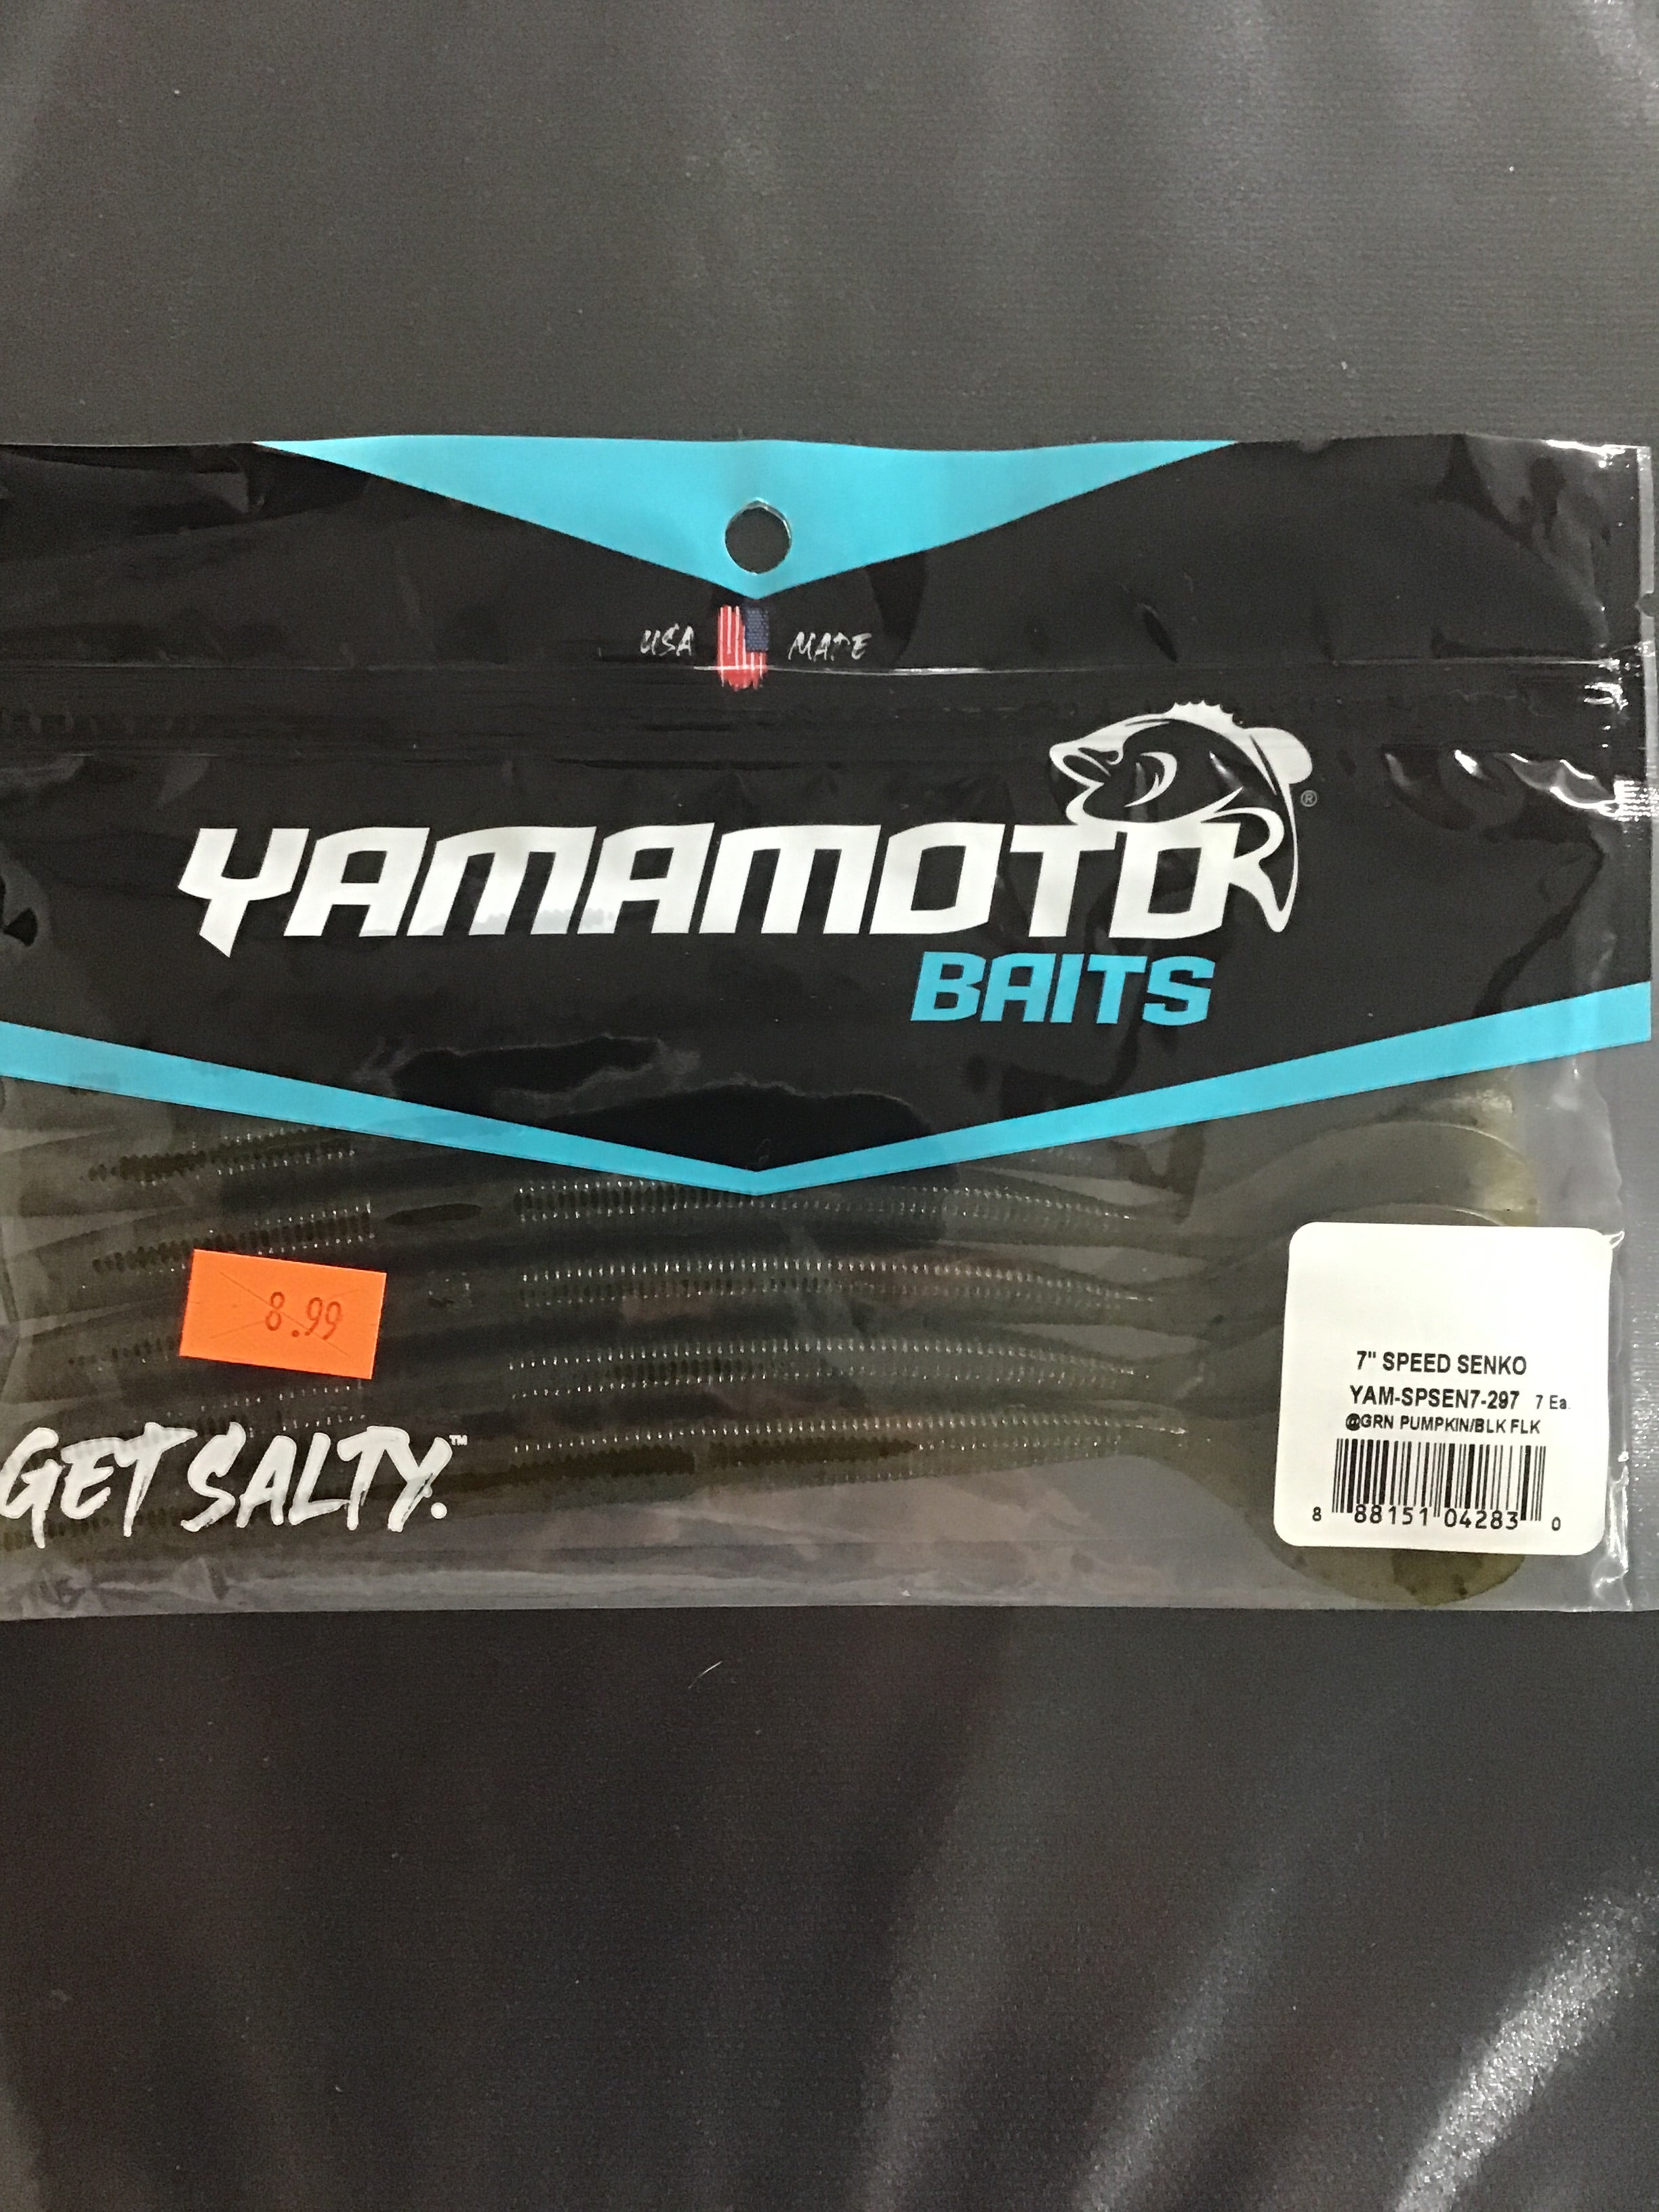 USA MADE
®
YAMAMOTO
BAITS
8.99
7" SPEED SENKO
YAM-SPSEN7-297 7 Ea.
@GRN PUMPKIN/BLK FLK
8 88151 04283 0
GET SALTY.™